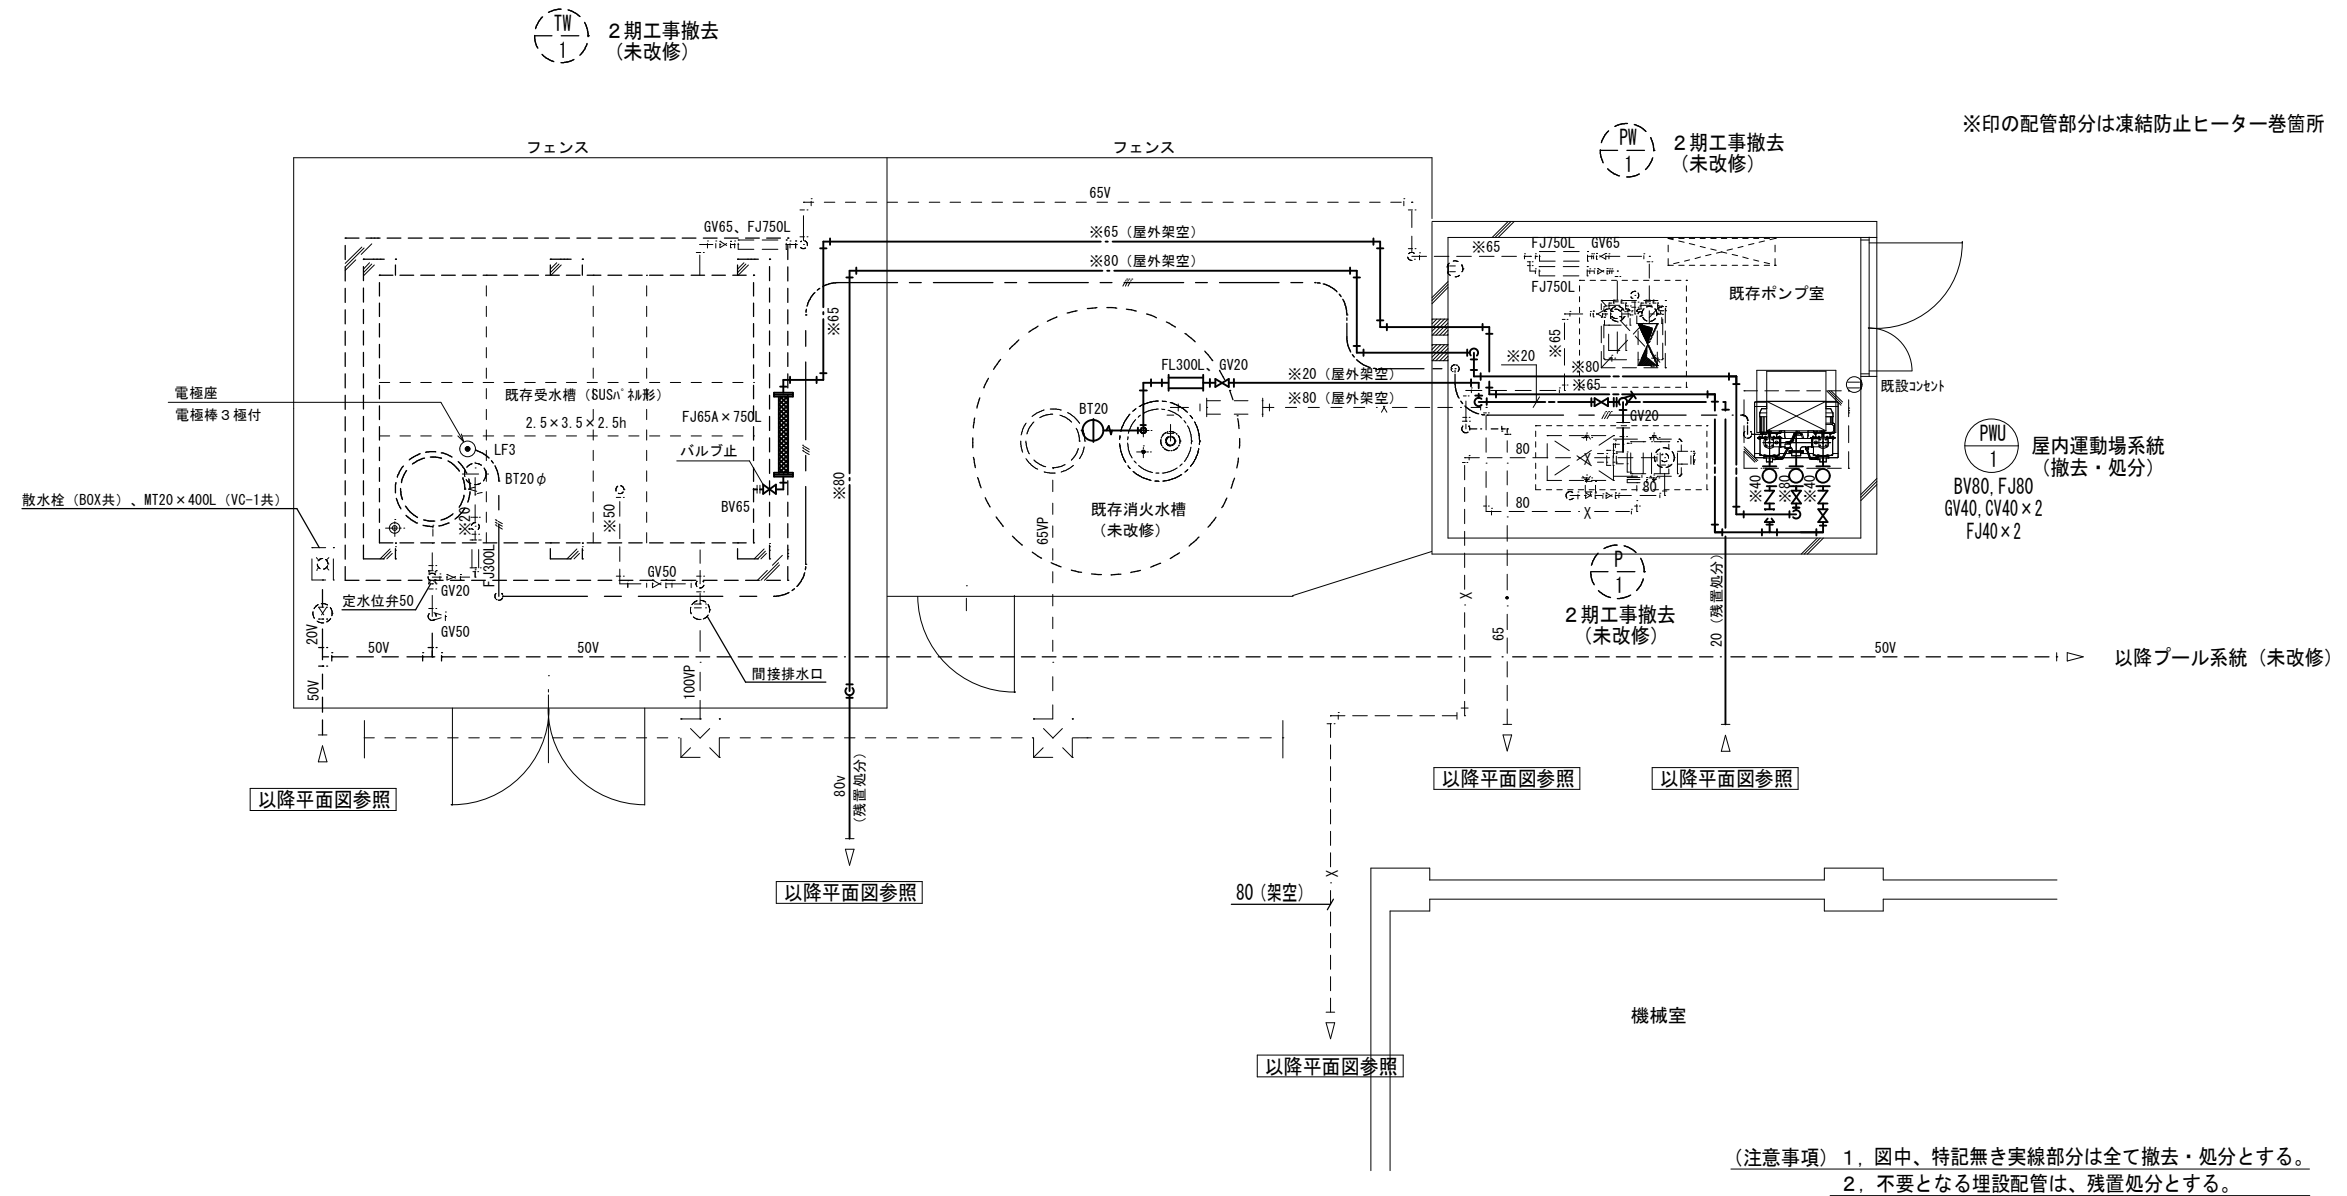 TW
1
2期工事撤去
(未改修)
※印の配管部分は凍結防止ヒーター巻箇所
PW
1
2期工事撤去
(未改修)
フェンス
フェンス
65V
GV65、FJ750L
※65 (屋外架空)
※80 (屋外架空)
※65
FJ750L
GV65
FJ750L
既存ポンプ室
※65
※65
※20
※80
※65
FL300L
GV20
※20 (屋外架空)
※80 (屋外架空)
BT20
GV20
既設コンセント
電極座
電極棒3極付
既存受水槽 (SUSパネル形)
2.5×3.5×2.5h
FJ65A×750L
バルブ止
LF3
BT20φ
BV65
※80
※20
※50
散水栓 (BOX共) 、MT20×400L (VC-1共)
既存消火水槽
(未改修)
65VP
80
80
80
※40
※80
※40
PWU
1
屋内運動場系統
(撤去・処分)
BV80,FJ80
GV40,CV40×2
FJ40×2
FJ300L
GV20
GV50
定水位弁50
GV50
P
1
2期工事撤去
(未改修)
20V
50V
50V
50V
50V
以降プール系統 (未改修)
間接排水口
100VP
65
20 (残置処分)
以降平面図参照
以降平面図参照
以降平面図参照
80v
(残置処分)
以降平面図参照
80 (架空)
以降平面図参照
機械室
(注意事項) 1, 図中、特記無き実線部分は全て撤去・処分とする。
2, 不要となる埋設配管は、残置処分とする。